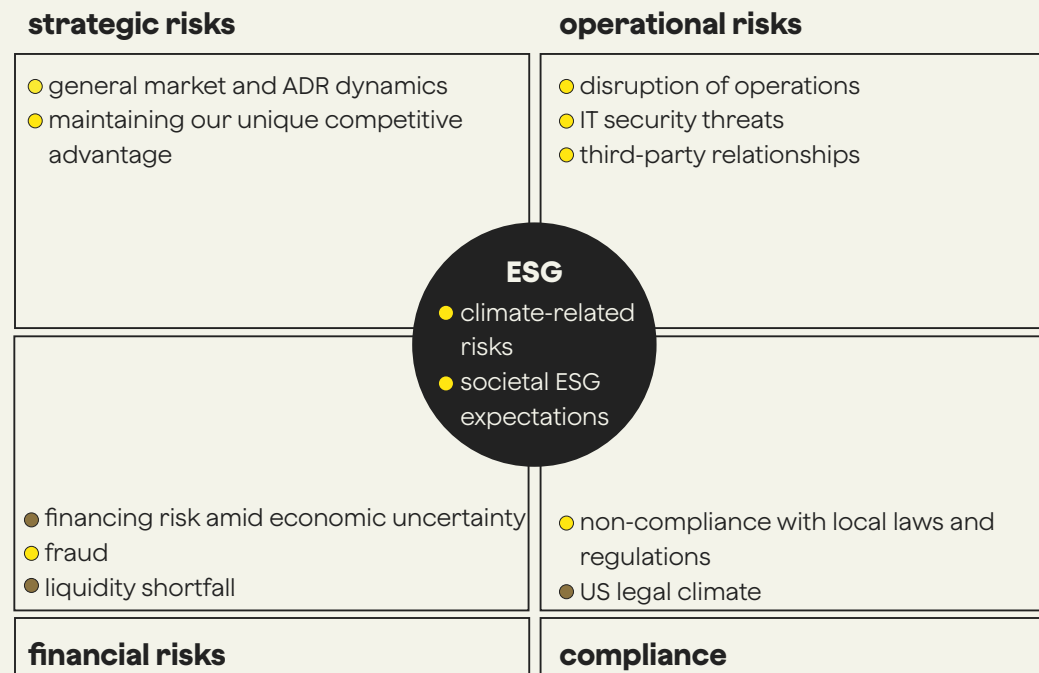 strategic risks
operational risks
general market and ADR dynamics
maintaining our unique competitive
advantage
disruption of operations
IT security threats
third-party relationships
ESG
climate-related
risks
societal ESG
expectations
financing risk amid economic uncertainty
fraud
liquidity shortfall
non-compliance with local laws and
regulations
US legal climate
financial risks
compliance